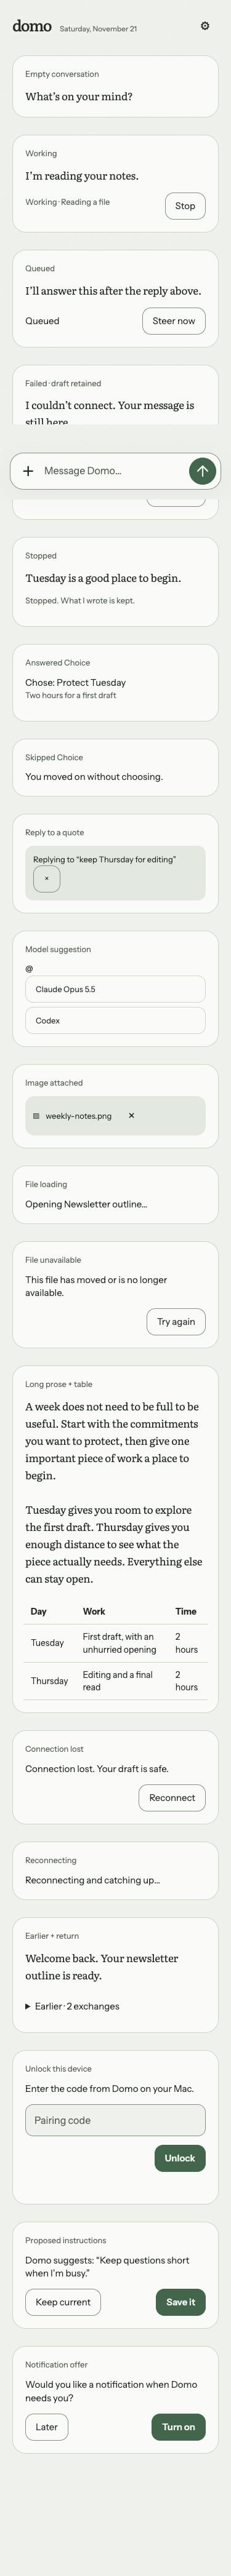 domo Saturday, November 21
Empty conversation
What's on your mind?
Working
I'm reading your notes.
Working · Reading a file
Stop
Queued
I'll answer this after the reply above.
Queued
Steer now
Failed · draft retained
I couldn't connect. Your message is
still here
Message Domo...
Stopped
Tuesday is a good place to begin.
Stopped. What I wrote is kept.
Answered Choice
Chose: Protect Tuesday
Two hours for a first draft
Skipped Choice
You moved on without choosing.
Reply to a quote
Replying to "keep Thursday for editing"
×
Model suggestion
@
Claude Opus 5.5
Codex
Image attached
weekly-notes.png ×
File loading
Opening Newsletter outline...
File unavailable
This file has moved or is no longer
available.
Try again
Long prose + table
A week does not need to be full to be
useful. Start with the commitments
you want to protect, then give one
important piece of work a place to
begin.
Tuesday gives you room to explore
the first draft. Thursday gives you
enough distance to see what the
piece actually needs. Everything else
can stay open.
Day Work Time
Tuesday First draft, with an unhurried opening 2 hours
Thursday Editing and a final read 2 hours
Connection lost
Connection lost. Your draft is safe.
Reconnect
Reconnecting
Reconnecting and catching up...
Earlier + return
Welcome back. Your newsletter
outline is ready.
Earlier · 2 exchanges
Unlock this device
Enter the code from Domo on your Mac.
Pairing code
Unlock
Proposed instructions
Domo suggests: "Keep questions short
when I'm busy."
Keep current
Save it
Notification offer
Would you like a notification when Domo
needs you?
Later
Turn on